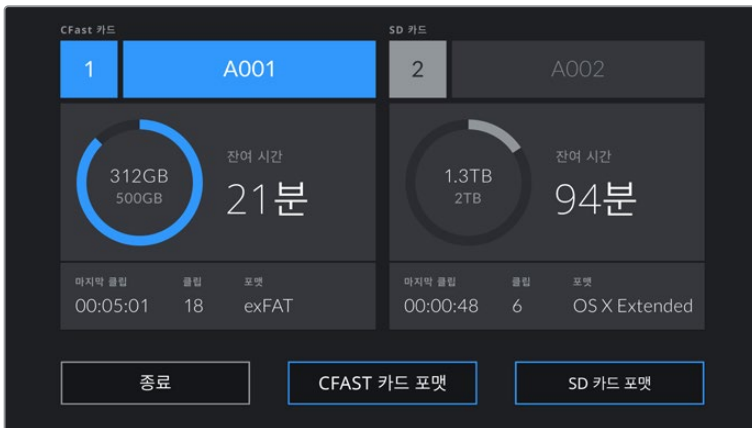 CFast 카드
SD 카드
1
A001
2
A002
312GB
500GB
잔여 시간
21분
1.3TB
2TB
잔여 시간
94분
마지막 클립
클립
포맷
00:05:01
18
exFAT
마지막 클립
클립
포맷
00:00:48
6
OS X Extended
종료
CFAST 카드 포맷
SD 카드 포맷